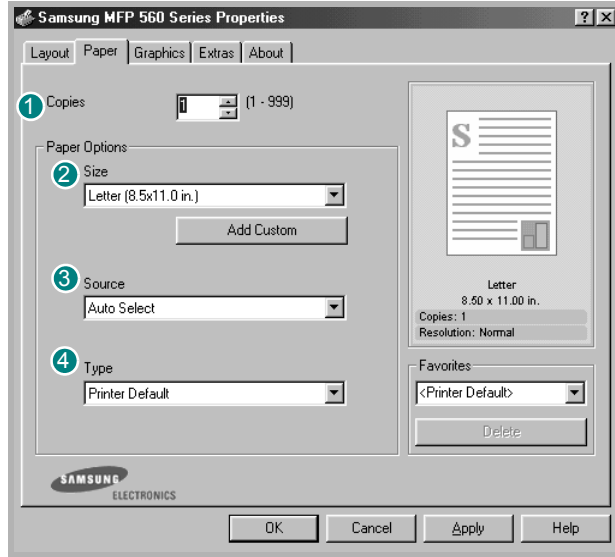 Samsung MFP 560 Series Properties
Layout Paper Graphics Extras About
1 Copies 1 (1 - 999)
Paper Options
2 Size
Letter (8.5x11.0 in.)
Add Custom
3 Source
Auto Select
4 Type
Printer Default
S
Letter
8.50 x 11.00 in.
Copies: 1
Resolution: Normal
Favorites
<Printer Default>
Delete
SAMSUNG
ELECTRONICS
OK Cancel Apply Help